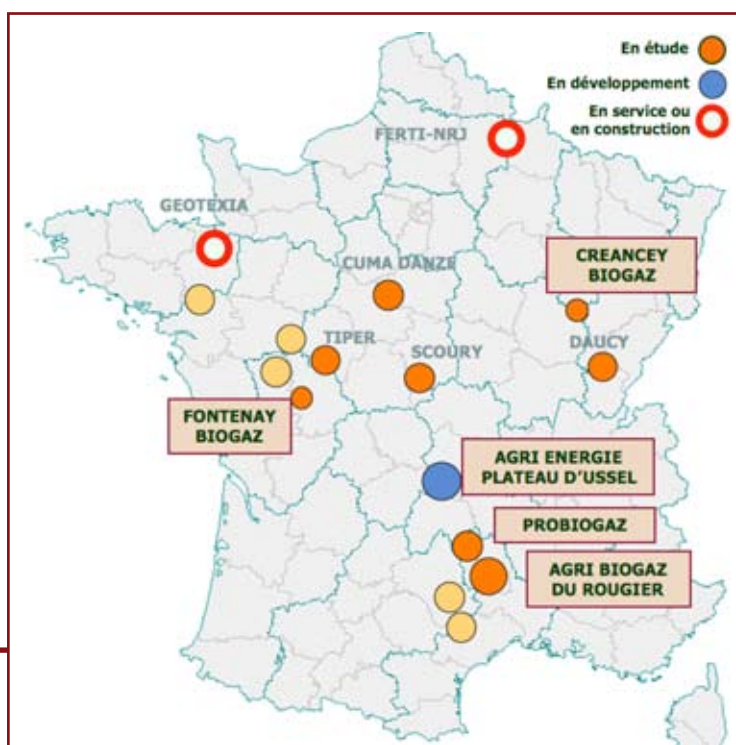 En étude
En développement
En service ou
en construction
FERTI-NRJ
GEOTEXIA
CREANCEY
BIOGAZ
CUMA DANZE
TIPER
SCOURY
DAUCY
FONTENAY
BIOGAZ
AGRI ENERGIE
PLATEAU D'USSEL
PROBIOGAZ
AGRI BIOGAZ
DU ROUGIER